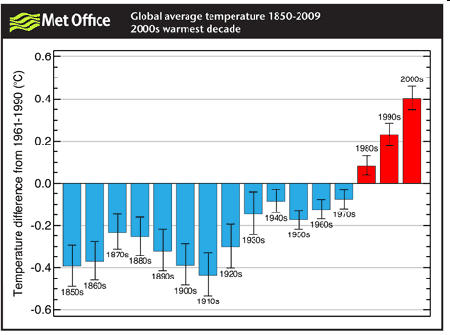 Met Office
Global average temperature 1850-2009
2000s warmest decade
Temperature difference from 1961-1990 (°C)
0.6
0.4
0.2
0.0
-0.2
-0.4
-0.6
1850s
1860s
1870s
1880s
1890s
1900s
1910s
1920s
1930s
1940s
1950s
1960s
1970s
1980s
1990s
2000s